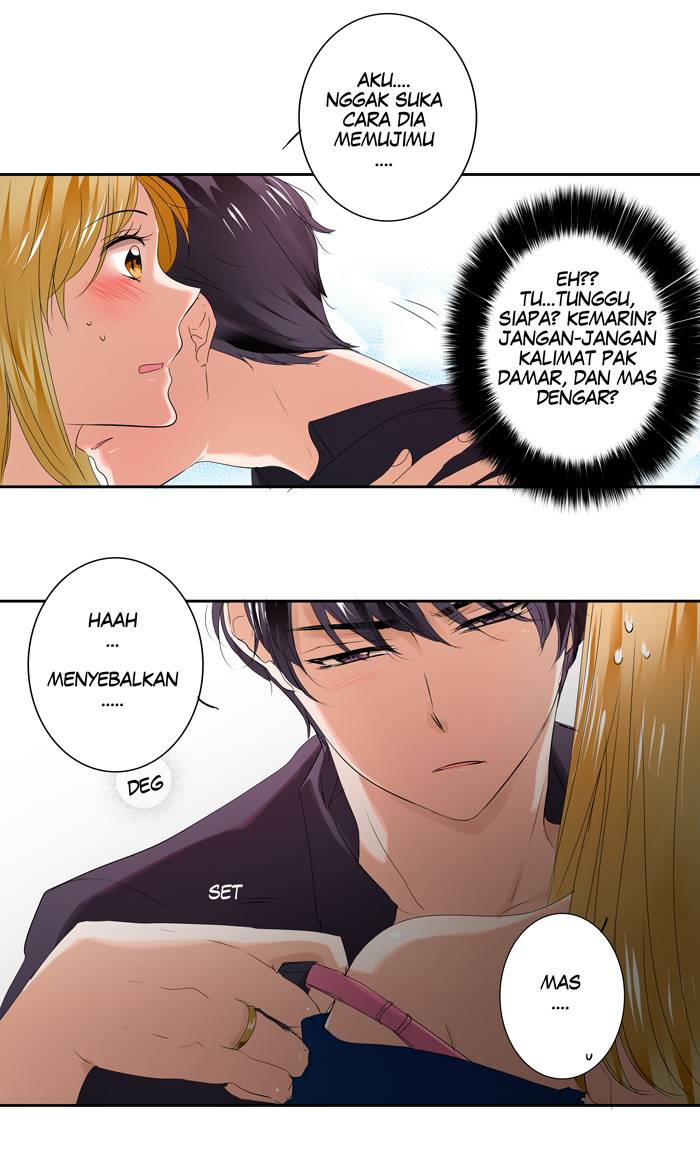 AKU....
NGGAK SUKA
CARA DIA
MEMUJIMU
....
EH??
TU...TUNGGU,
SIAPA? KEMARIN?
JANGAN-JANGAN
KALIMAT PAK
DAMAR, DAN MAS
DENGAR?
HAAH
...
MENYEBALKAN
.....
DEG
SET
MAS
....